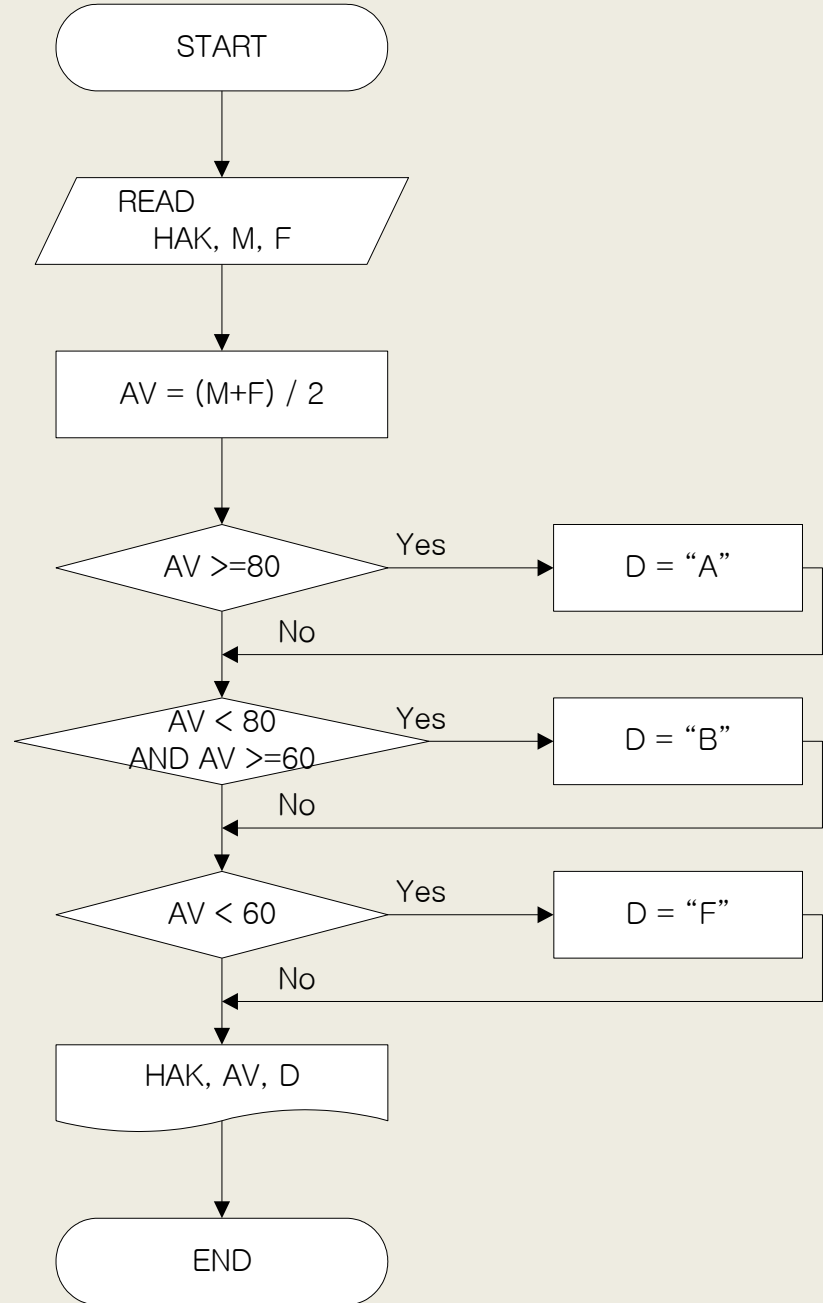 START
READ
HAK, M, F
AV = (M+F) / 2
AV >=80
Yes
D = “A”
No
AV < 80
AND AV >=60
Yes
D = “B”
No
AV < 60
Yes
D = “F”
No
HAK, AV, D
END